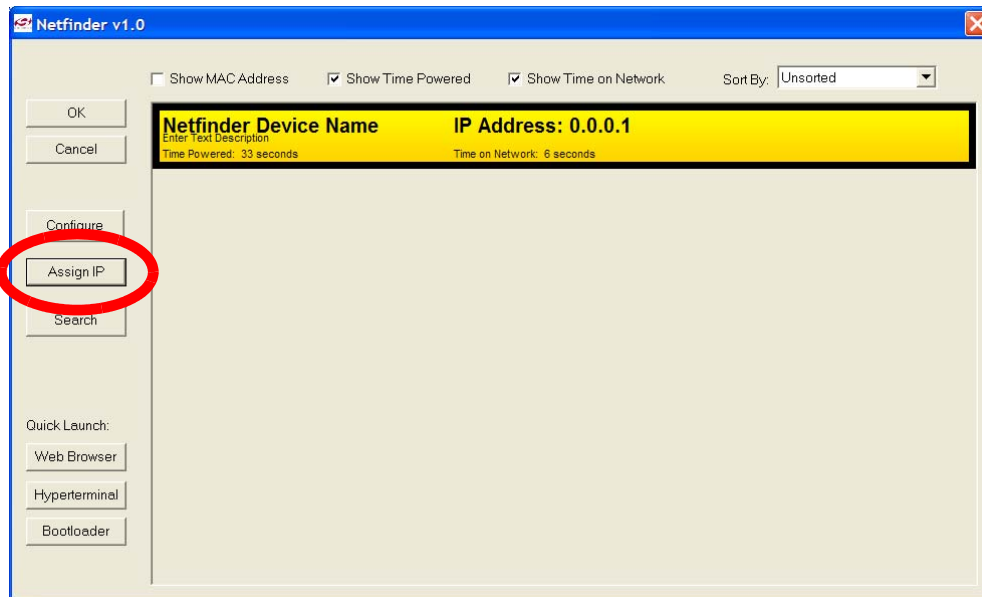 Netfinder v1.0
Show MAC Address Show Time Powered Show Time on Network Sort By: Unsorted
OK
Cancel
Netfinder Device Name IP Address: 0.0.0.1
Enter Text Description
Time Powered: 33 seconds Time on Network: 6 seconds
Configure
Assign IP
Search
Quick Launch:
Web Browser
Hyperterminal
Bootloader